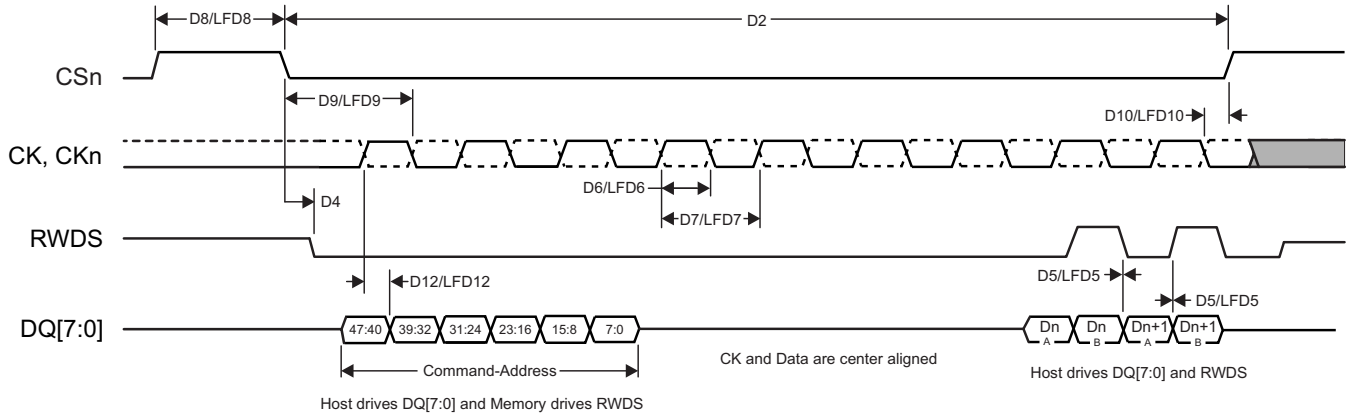 D8/LFD8
D2
CSn
D9/LFD9
D10/LFD10
CK, CKn
D6/LFD6
D4
D7/LFD7
RWDS
D5/LFD5
D12/LFD12
D5/LFD5
DQ[7:0]
47:40 39:32 31:24 23:16 15:8 7:0
Dn A Dn B Dn+1 A Dn+1 B
Command-Address
CK and Data are center aligned
Host drives DQ[7:0] and RWDS
Host drives DQ[7:0] and Memory drives RWDS